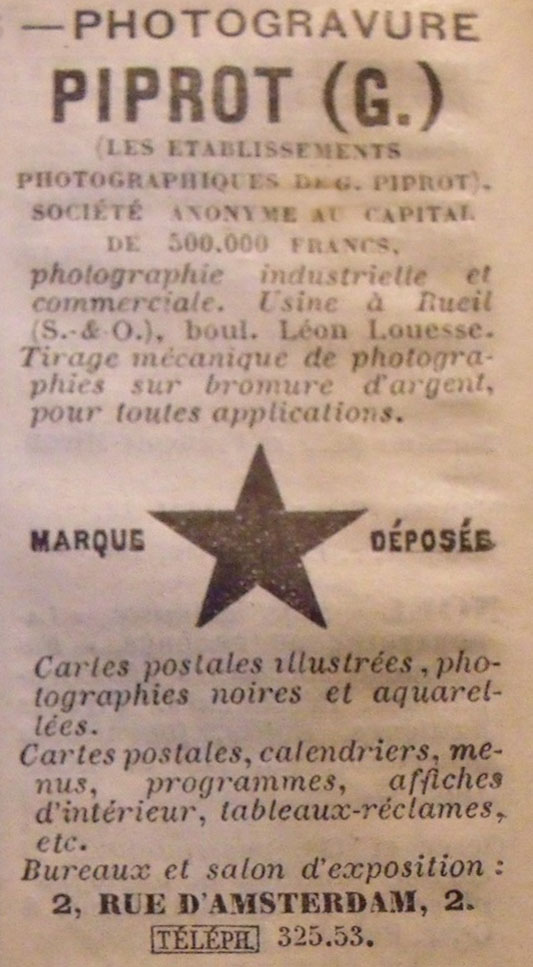 —PHOTOGRAVURE
PIPROT (G.)
(LES ETABLISSEMENTS
PHOTOGRAPHIQUES DE G. PIPROT).
SOCIÉTÉ ANONYME AU CAPITAL
DE 500.000 FRANCS,
photographie industrielle et
commerciale. Usine à Rueil
(S.-&-O.), boul. Léon Louesse.
Tirage mécanique de photogra-
phies sur bromure d'argent,
pour toutes applications.
MARQUE DÉPOSÉE
Cartes postales illustrées, pho-
tographies noires et aquarel-
lées.
Cartes postales, calendriers, me-
nus, programmes, affiches
d'intérieur, tableaux-réclames,
etc.
Bureaux et salon d'exposition :
2, RUE D'AMSTERDAM, 2.
TÉLÉPH. 325.53.